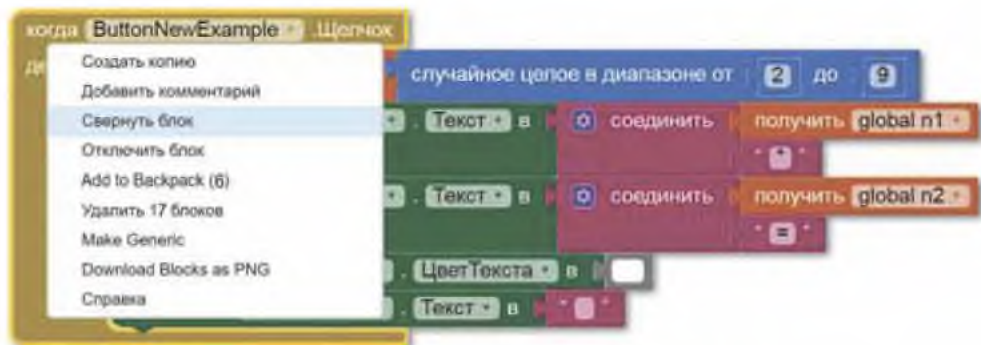 когда ButtonNewExample .Щелчок
Создать копию
случайное целое в диапазоне от 2 до 9
Добавить комментарий
Свернуть блок
. Текст в соединить получить global n1
Отключить блок
" * "
Add to Backpack (6)
. Текст в соединить получить global n2
Удалить 17 блоков
" = "
Make Generic
Download Blocks as PNG
. ЦветТекста в
Справка
. Текст в " "